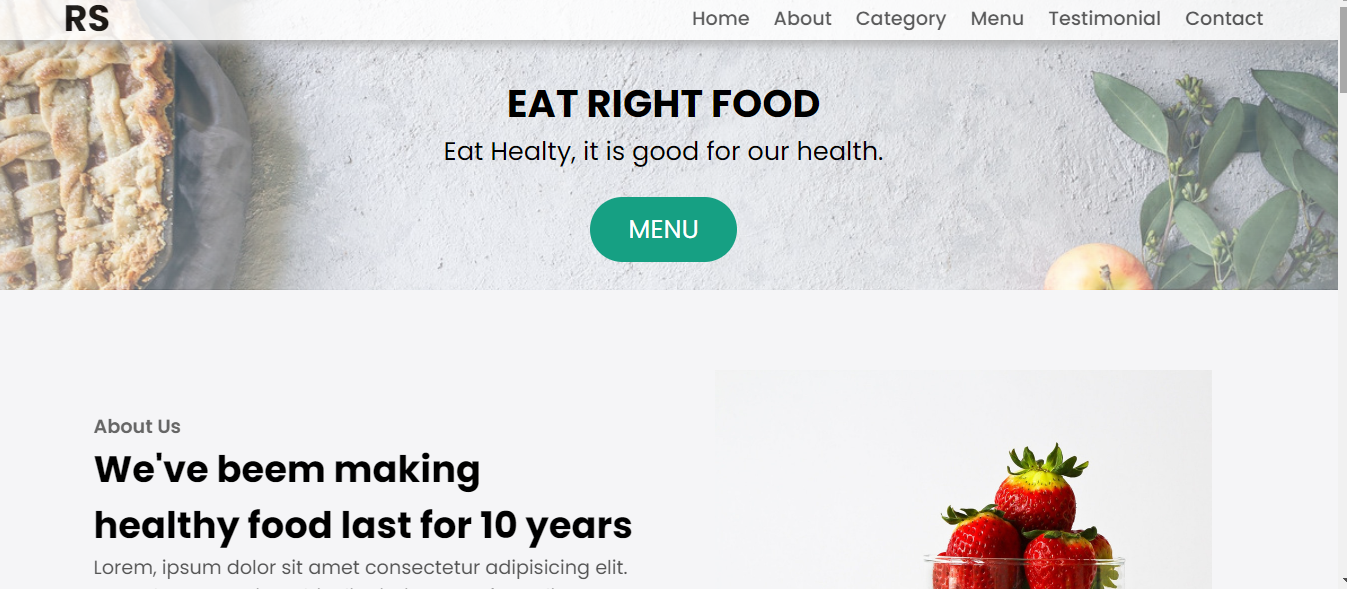 RS
Home About Category Menu Testimonial Contact
EAT RIGHT FOOD
Eat Healty, it is good for our health.
MENU
About Us
We've beem making
healthy food last for 10 years
Lorem, ipsum dolor sit amet consectetur adipisicing elit.